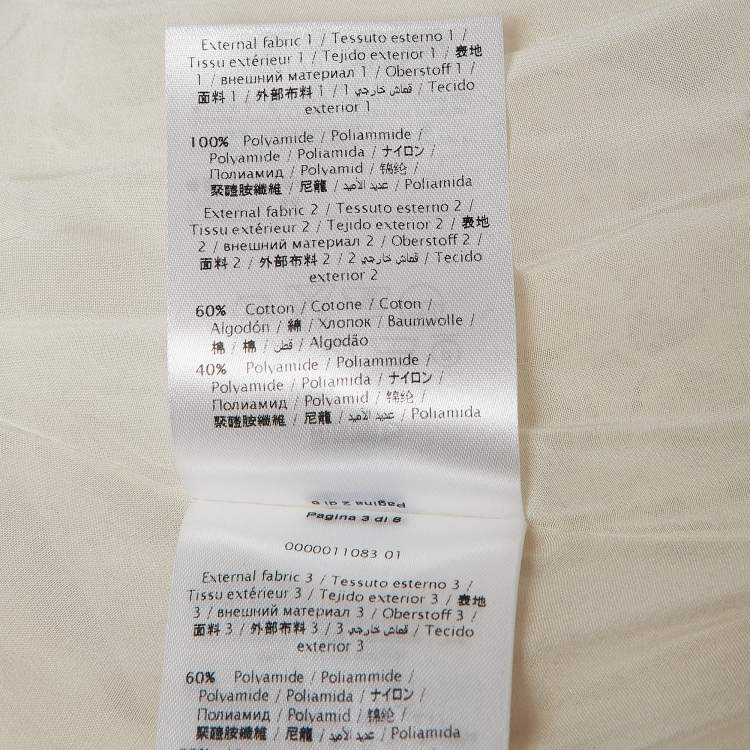 External fabric 1 / Tessuto esterno 1 /
Tissu extérieur 1 / Tejido exterior 1 / 表地
1 / внешний материал 1 / Oberstoff 1 /
面料 1 / 外部布料 1 / 1 قماش خارجي / Tecido
exterior 1
100% Polyamide / Poliammide /
Polyamide / Poliamida / ナイロン /
Полиамид / Polyamid / 锦纶 /
聚醯胺纖維 / 尼龍 / عديد الأميد / Poliamida
External fabric 2 / Tessuto esterno 2 /
Tissu extérieur 2 / Tejido exterior 2 / 表地
2 / внешний материал 2 / Oberstoff 2 /
面料 2 / 外部布料 2 / 2 قماش خارجي / Tecido
exterior 2
60% Cotton / Cotone / Coton /
Algodón / 綿 / Хлопок / Baumwolle /
棉 / 棉 / قطن / Algodão
40% Polyamide / Poliammide /
Polyamide / Poliamida / ナイロン /
Полиамид / Polyamid / 锦纶 /
聚醯胺纖維 / 尼龍 / عديد الأميد / Poliamida
Pagina 2 di 8
Pagina 3 di 8
0000011083 01
External fabric 3 / Tessuto esterno 3 /
Tissu extérieur 3 / Tejido exterior 3 / 表地
3 / внешний материал 3 / Oberstoff 3 /
面料 3 / 外部布料 3 / 3 قماش خارجي / Tecido
exterior 3
60% Polyamide / Poliammide /
Polyamide / Poliamida / ナイロン /
Полиамид / Polyamid / 锦纶 /
聚醯胺纖維 / 尼龍 / عديد الأميد / Poliamida